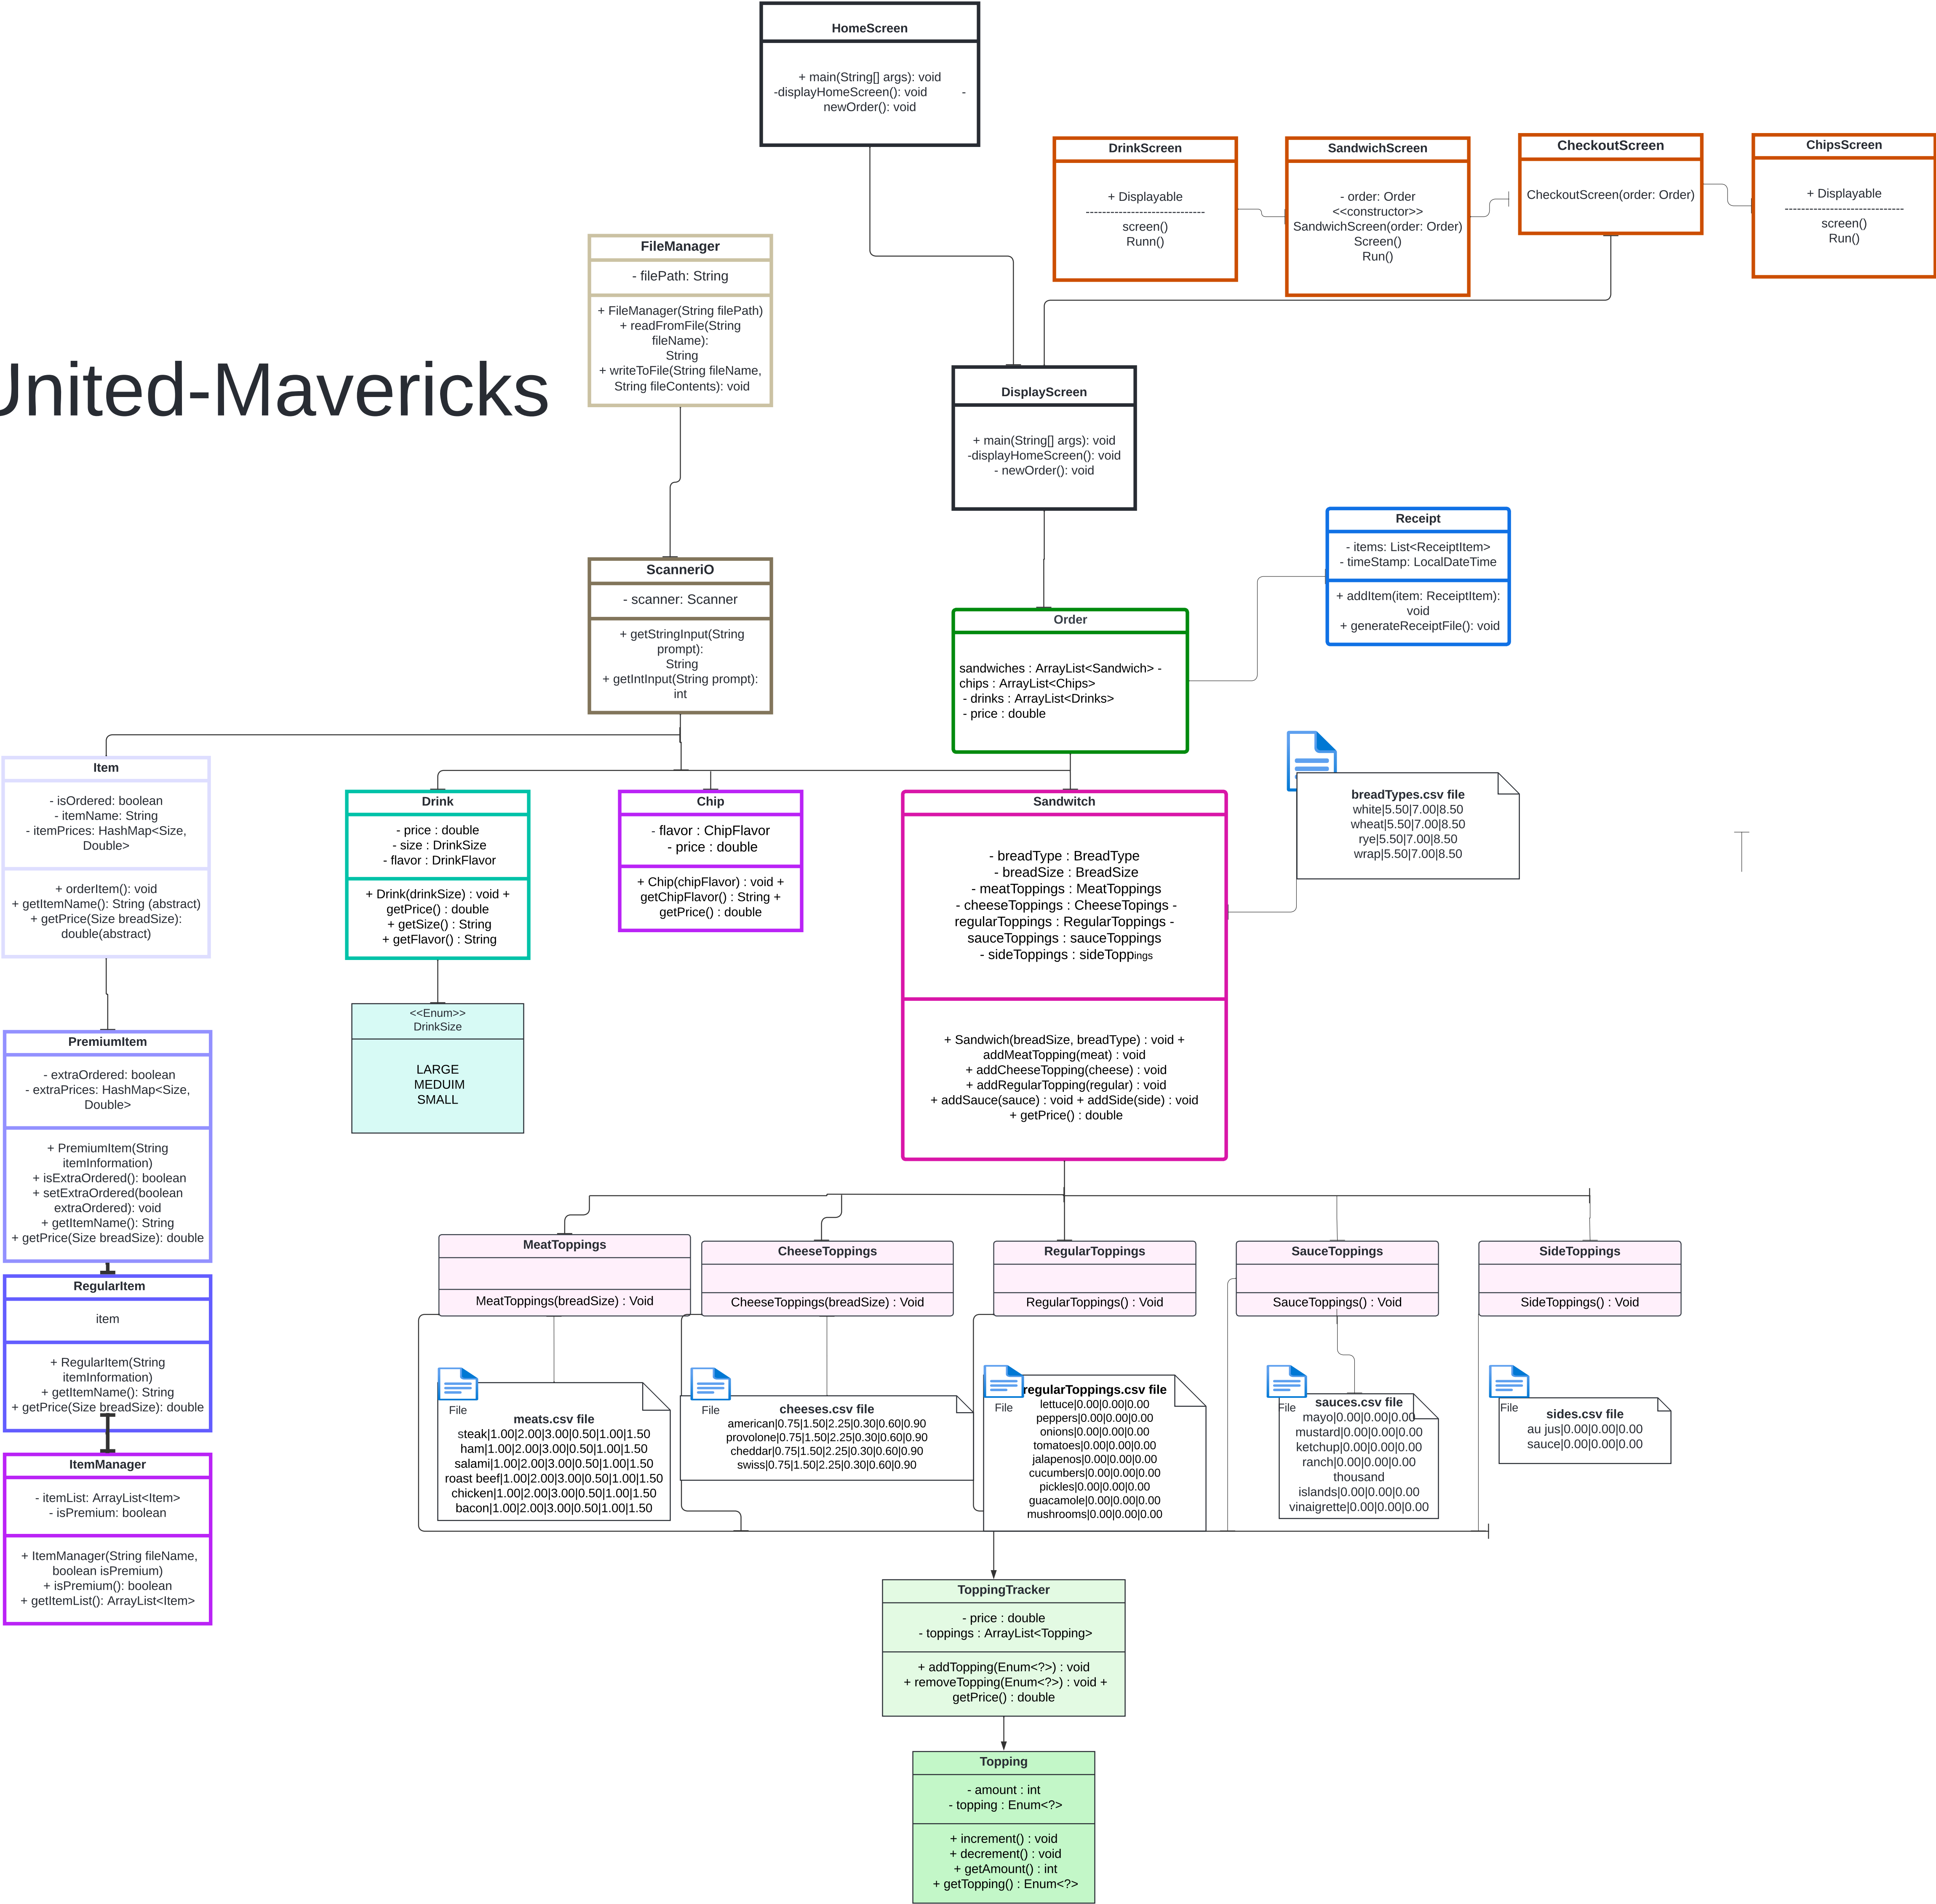 HomeScreen
+ main(String[] args): void
-displayHomeScreen(): void -
newOrder(): void
DrinkScreen
+ Displayable
-----------------------------
screen()
Runn()
SandwichScreen
- order: Order
<<constructor>>
SandwichScreen(order: Order)
Screen()
Run()
CheckoutScreen
CheckoutScreen(order: Order)
ChipsScreen
+ Displayable
-----------------------------
screen()
Run()
FileManager
- filePath: String
+ FileManager(String filePath)
+ readFromFile(String
fileName):
String
+ writeToFile(String fileName,
String fileContents): void
United-Mavericks
DisplayScreen
+ main(String[] args): void
-displayHomeScreen(): void
- newOrder(): void
Receipt
- items: List<ReceiptItem>
- timeStamp: LocalDateTime
+ addItem(item: ReceiptItem):
void
+ generateReceiptFile(): void
ScanneriO
- scanner: Scanner
+ getStringInput(String
prompt):
String
+ getIntInput(String prompt):
int
Order
sandwiches : ArrayList<Sandwich> -
chips : ArrayList<Chips>
- drinks : ArrayList<Drinks>
- price : double
Item
- isOrdered: boolean
- itemName: String
- itemPrices: HashMap<Size,
Double>
+ orderItem(): void
+ getItemName(): String (abstract)
+ getPrice(Size breadSize):
double(abstract)
Drink
- price : double
- size : DrinkSize
- flavor : DrinkFlavor
+ Drink(drinkSize) : void +
getPrice() : double
+ getSize() : String
+ getFlavor() : String
Chip
- flavor : ChipFlavor
- price : double
+ Chip(chipFlavor) : void +
getChipFlavor() : String +
getPrice() : double
Sandwitch
- breadType : BreadType
- breadSize : BreadSize
- meatToppings : MeatToppings
- cheeseToppings : CheeseTopings -
regularToppings : RegularToppings -
sauceToppings : sauceToppings
- sideToppings : sideToppings
+ Sandwich(breadSize, breadType) : void +
addMeatTopping(meat) : void
+ addCheeseTopping(cheese) : void
+ addRegularTopping(regular) : void
+ addSauce(sauce) : void + addSide(side) : void
+ getPrice() : double
breadTypes.csv file
white|5.50|7.00|8.50
wheat|5.50|7.00|8.50
rye|5.50|7.00|8.50
wrap|5.50|7.00|8.50
<<Enum>>
DrinkSize
LARGE
MEDUIM
SMALL
PremiumItem
- extraOrdered: boolean
- extraPrices: HashMap<Size,
Double>
+ PremiumItem(String
itemInformation)
+ isExtraOrdered(): boolean
+ setExtraOrdered(boolean
extraOrdered): void
+ getItemName(): String
+ getPrice(Size breadSize): double
RegularItem
item
+ RegularItem(String
itemInformation)
+ getItemName(): String
+ getPrice(Size breadSize): double
ItemManager
- itemList: ArrayList<Item>
- isPremium: boolean
+ ItemManager(String fileName,
boolean isPremium)
+ isPremium(): boolean
+ getItemList(): ArrayList<Item>
MeatToppings
MeatToppings(breadSize) : Void
CheeseToppings
CheeseToppings(breadSize) : Void
RegularToppings
RegularToppings() : Void
SauceToppings
SauceToppings() : Void
SideToppings
SideToppings() : Void
File
meats.csv file
steak|1.00|2.00|3.00|0.50|1.00|1.50
ham|1.00|2.00|3.00|0.50|1.00|1.50
salami|1.00|2.00|3.00|0.50|1.00|1.50
roast beef|1.00|2.00|3.00|0.50|1.00|1.50
chicken|1.00|2.00|3.00|0.50|1.00|1.50
bacon|1.00|2.00|3.00|0.50|1.00|1.50
File
cheeses.csv file
american|0.75|1.50|2.25|0.30|0.60|0.90
provolone|0.75|1.50|2.25|0.30|0.60|0.90
cheddar|0.75|1.50|2.25|0.30|0.60|0.90
swiss|0.75|1.50|2.25|0.30|0.60|0.90
File
regularToppings.csv file
lettuce|0.00|0.00|0.00
peppers|0.00|0.00|0.00
onions|0.00|0.00|0.00
tomatoes|0.00|0.00|0.00
jalapenos|0.00|0.00|0.00
cucumbers|0.00|0.00|0.00
pickles|0.00|0.00|0.00
guacamole|0.00|0.00|0.00
mushrooms|0.00|0.00|0.00
File
sauces.csv file
mayo|0.00|0.00|0.00
mustard|0.00|0.00|0.00
ketchup|0.00|0.00|0.00
ranch|0.00|0.00|0.00
thousand
islands|0.00|0.00|0.00
vinaigrette|0.00|0.00|0.00
File
sides.csv file
au jus|0.00|0.00|0.00
sauce|0.00|0.00|0.00
ToppingTracker
- price : double
- toppings : ArrayList<Topping>
+ addTopping(Enum<?>) : void
+ removeTopping(Enum<?>) : void +
getPrice() : double
Topping
- amount : int
- topping : Enum<?>
+ increment() : void
+ decrement() : void
+ getAmount() : int
+ getTopping() : Enum<?>